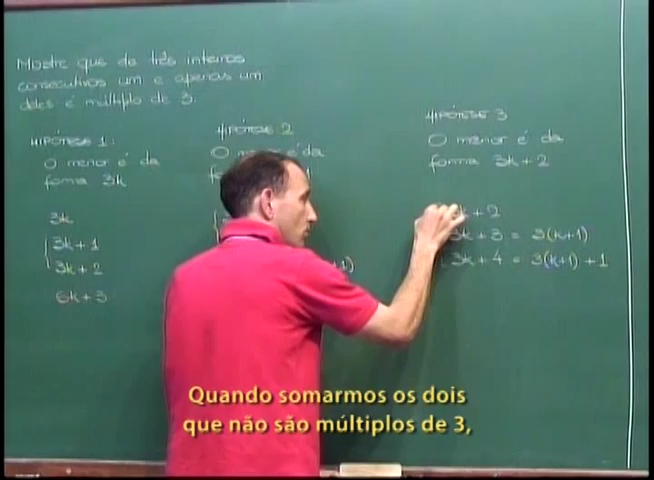 Mostre que de três inteiros
consecutivos um e apenas um
deles é múltiplo de 3.
HIPÓTESE 1:
O menor é da
forma 3k
3k
3k+1
3k+2
6k+3
HIPÓTESE 2
O é da
HIPÓTESE 3
O menor é da
forma 3k+2
+2
3k+3 = 3(k+1)
3k+4 = 3(k+1)+1
Quando somarmos os dois
que não são múltiplos de 3,